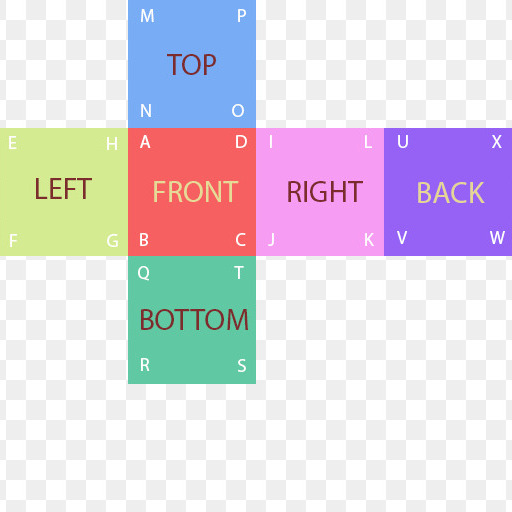 M P
TOP
N O
E H A D I L U X
LEFT FRONT RIGHT BACK
F G B C J K V W
Q T
BOTTOM
R S